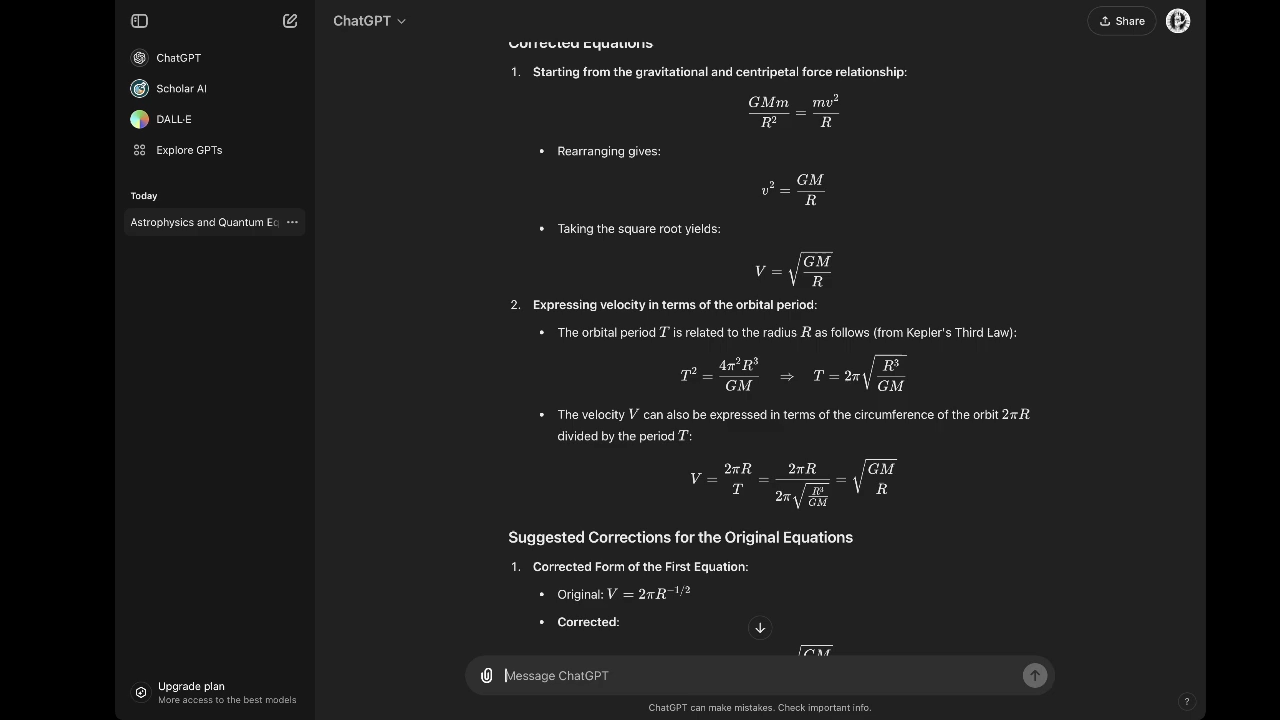 ChatGPT
Share
ChatGPT
Scholar AI
DALL·E
Explore GPTs
Today
Astrophysics and Quantum Eq
Upgrade plan
More access to the best models
Corrected Equations
1. Starting from the gravitational and centripetal force relationship:
GMm/R² = mv²/R
• Rearranging gives:
v² = GM/R
• Taking the square root yields:
V = √(GM/R)
2. Expressing velocity in terms of the orbital period:
• The orbital period T is related to the radius R as follows (from Kepler's Third Law):
T² = 4π²R³/GM ⇒ T = 2π√(R³/GM)
• The velocity V can also be expressed in terms of the circumference of the orbit 2πR
divided by the period T:
V = 2πR/T = 2πR/(2π√(R³/GM)) = √(GM/R)
Suggested Corrections for the Original Equations
1. Corrected Form of the First Equation:
• Original: V = 2πR^(−1/2)
• Corrected:
√GM
Message ChatGPT
ChatGPT can make mistakes. Check important info.
?